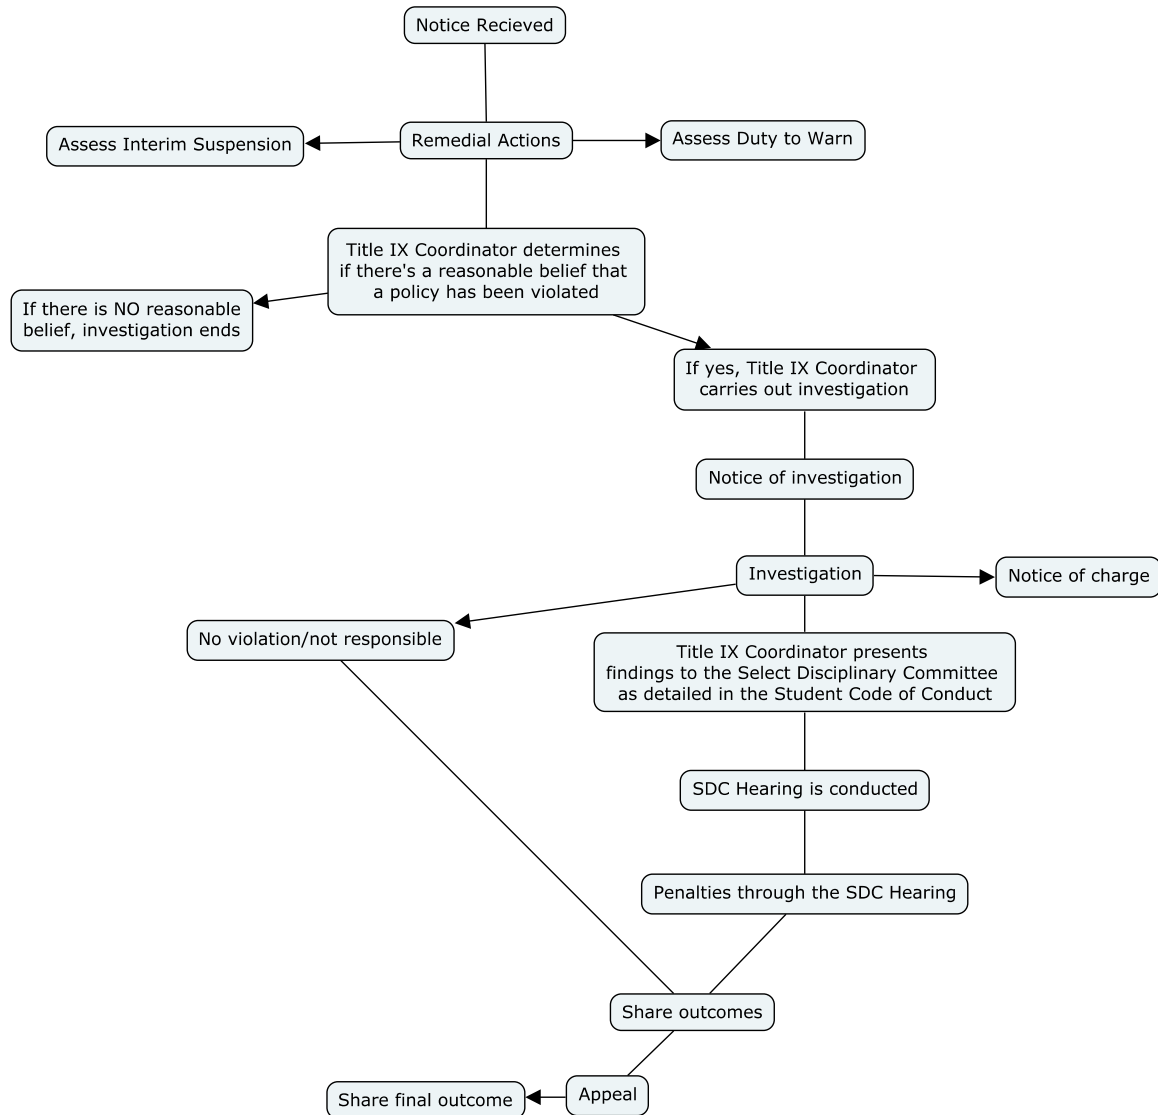 Notice Recieved
Assess Interim Suspension
Remedial Actions
Assess Duty to Warn
Title IX Coordinator determines
if there's a reasonable belief that
a policy has been violated
If there is NO reasonable
belief, investigation ends
If yes, Title IX Coordinator
carries out investigation
Notice of investigation
Investigation
Notice of charge
No violation/not responsible
Title IX Coordinator presents
findings to the Select Disciplinary Committee
as detailed in the Student Code of Conduct
SDC Hearing is conducted
Penalties through the SDC Hearing
Share outcomes
Appeal
Share final outcome